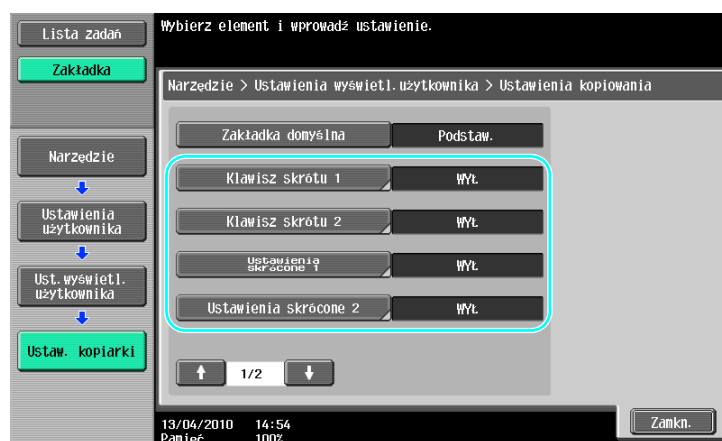 Lista zadań
Wybierz element i wprowadź ustawienie.
Zakładka
Narzędzie > Ustawienia wyświetl.użytkownika > Ustawienia kopiowania
Zakładka domyślna
Podstaw.
Narzędzie
Klawisz skrótu 1
WYŁ
Ustawienia
użytkownika
Klawisz skrótu 2
WYŁ
Ustawienia
skrócone 1
WYŁ
Ust.wyświetl.
użytkownika
Ustawienia skrócone 2
WYŁ
Ustaw. kopiarki
1/2
13/04/2010 14:54
Pamięć 100%
Zamkn.